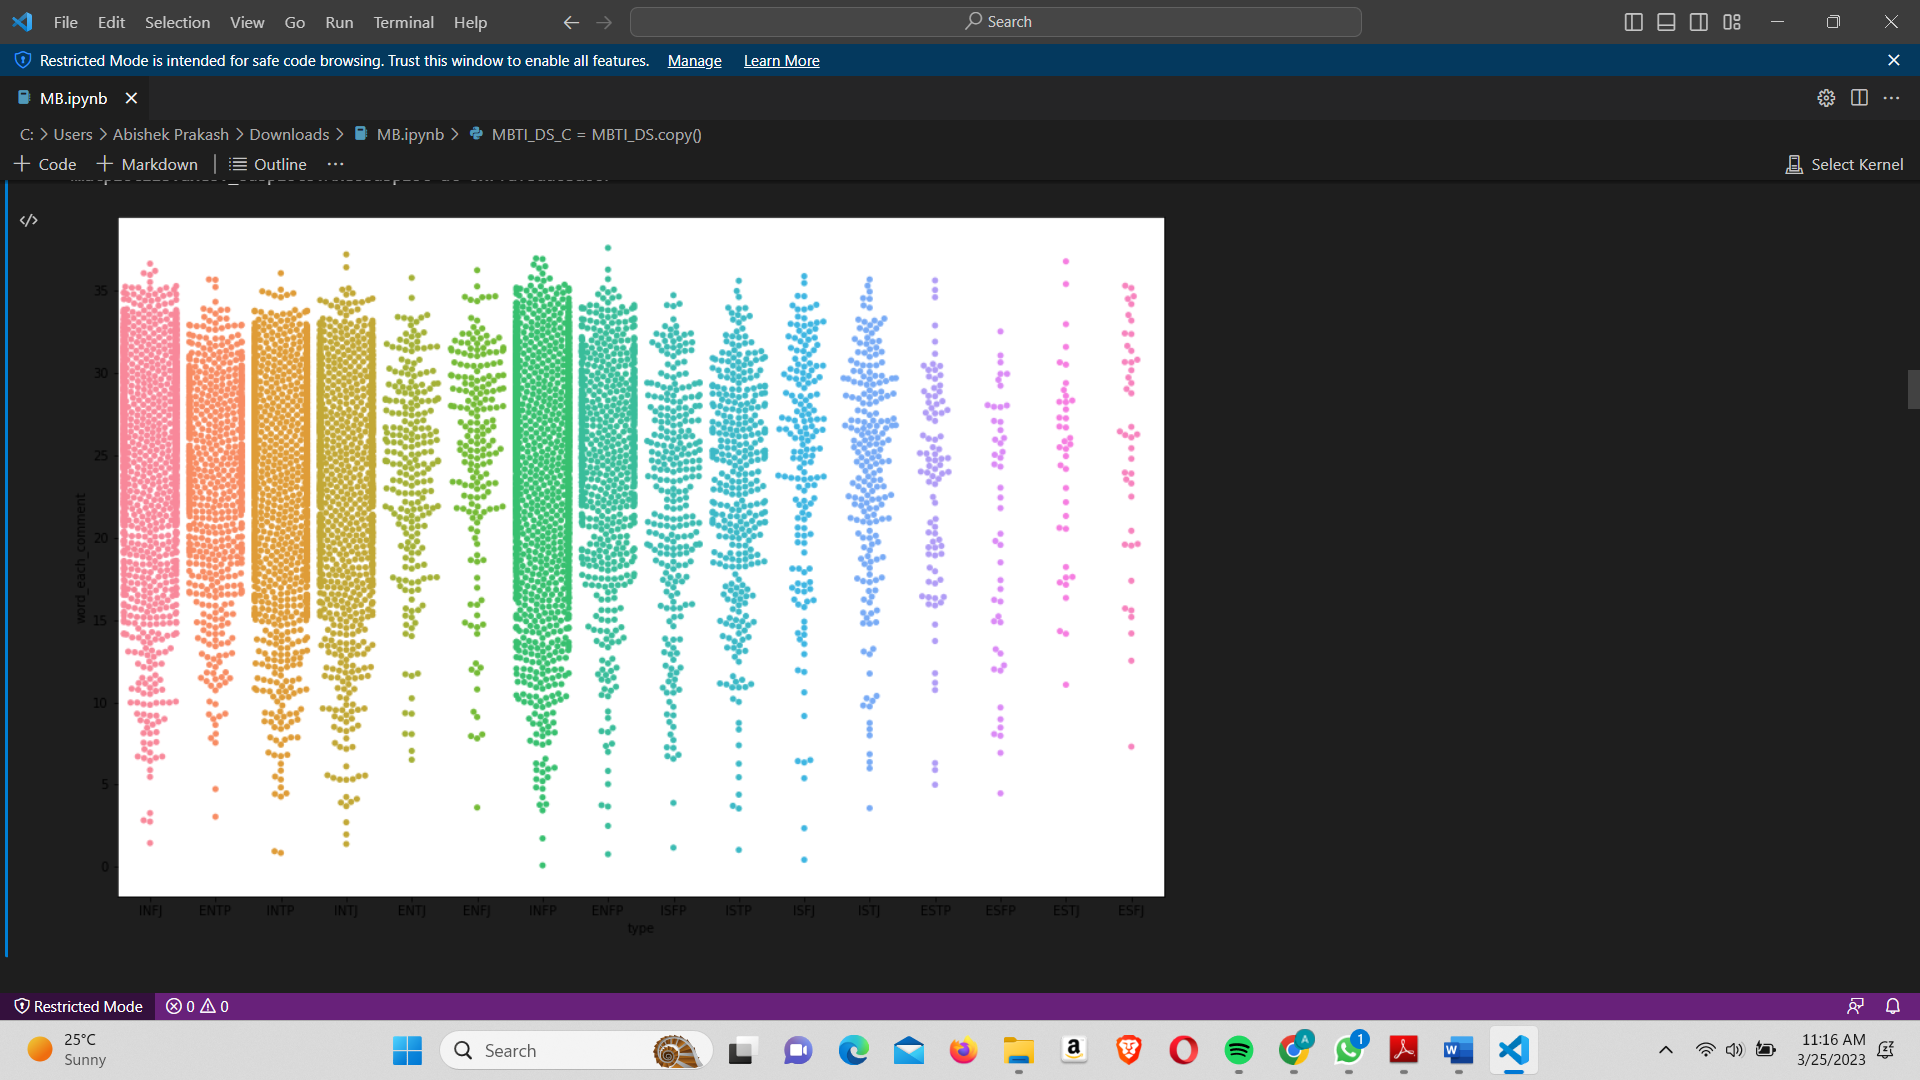 File Edit Selection View Go Run Terminal Help
Search
Restricted Mode is intended for safe code browsing. Trust this window to enable all features. Manage Learn More
MB.ipynb
C: > Users > Abishek Prakash > Downloads > MB.ipynb > MBTI_DS_C = MBTI_DS.copy()
+ Code + Markdown | Outline ...
Select Kernel
35
30
25
20
15
10
5
0
word_each_comment
INFJ ENTP INTP INTJ ENTJ ENFJ INFP ENFP ISFP ISTP ISFJ ISTJ ESTP ESFP ESTJ ESFJ
type
Restricted Mode 0 0
25°C
Sunny
Search
A
1
11:16 AM
3/25/2023